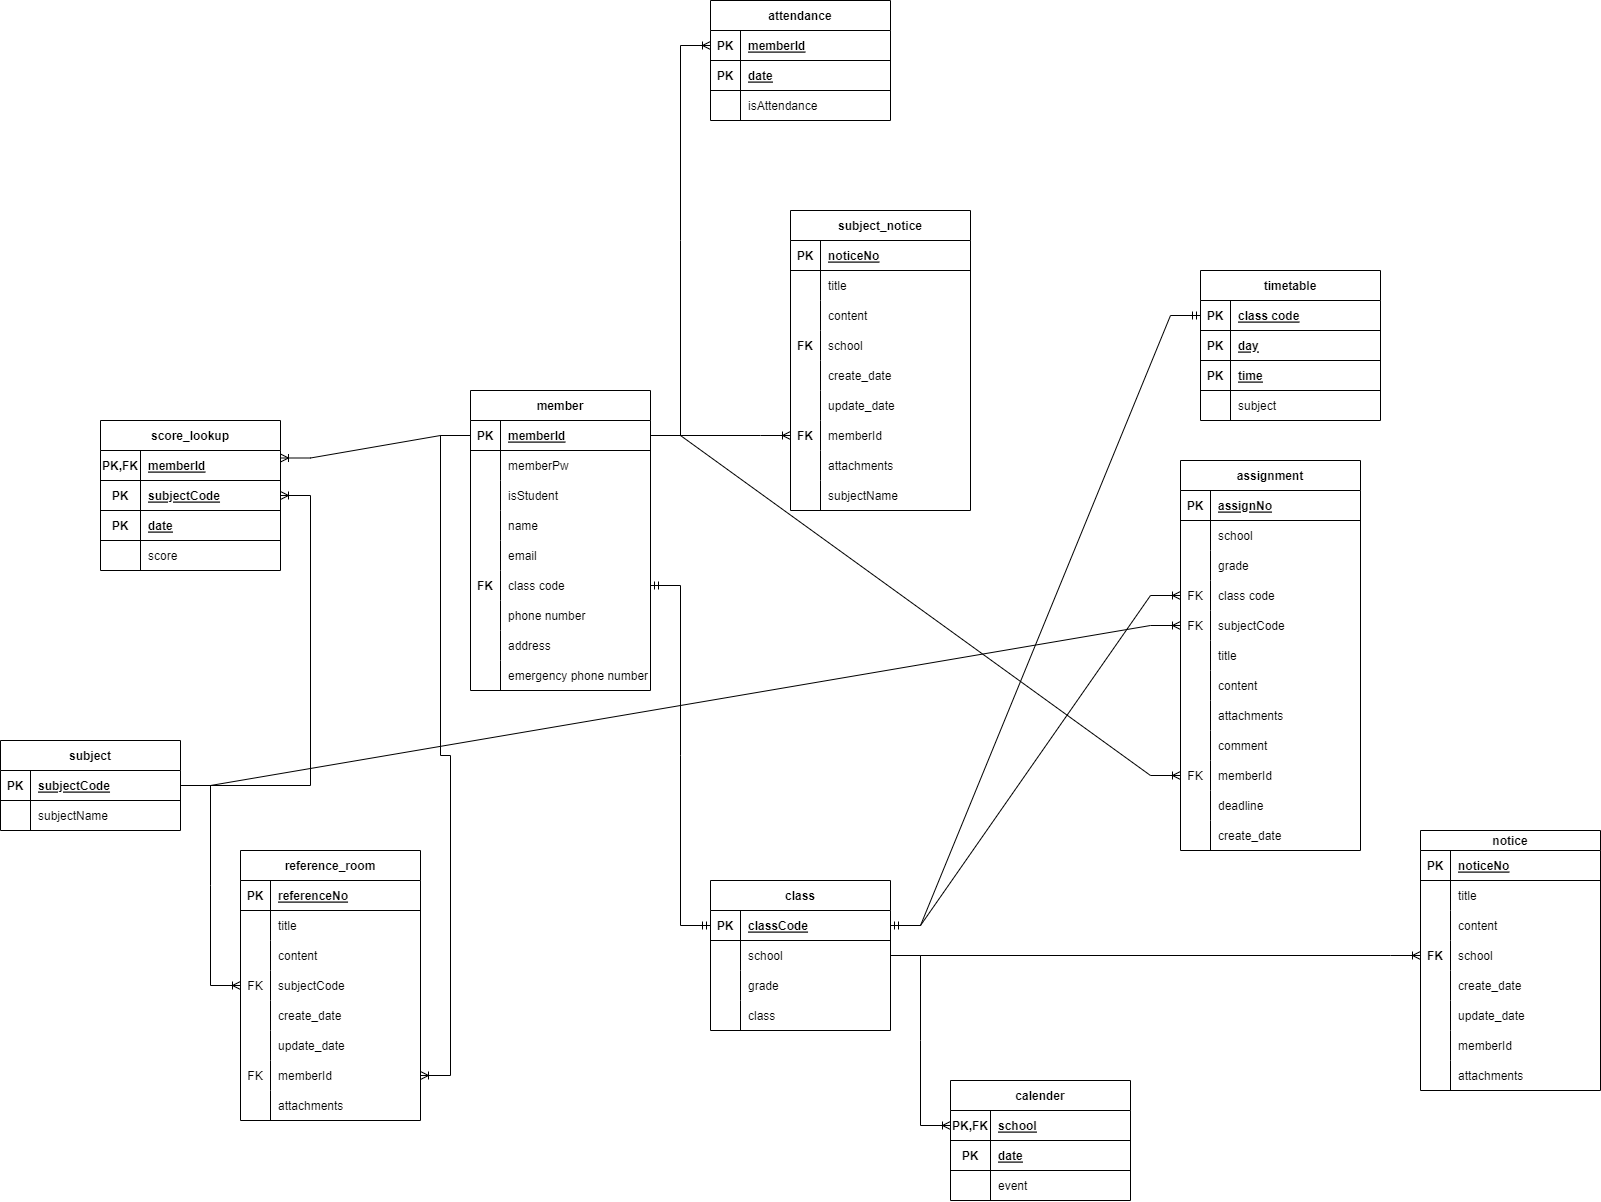 attendance
PK memberId
PK date
isAttendance
subject_notice
PK noticeNo
title
content
FK school
create_date
update_date
FK memberId
attachments
subjectName
timetable
PK class code
PK day
PK time
subject
member
PK memberId
memberPw
isStudent
name
email
FK class code
phone number
address
emergency phone number
score_lookup
PK,FK memberId
PK subjectCode
PK date
score
assignment
PK assignNo
school
grade
FK class code
FK subjectCode
title
content
attachments
comment
FK memberId
deadline
create_date
subject
PK subjectCode
subjectName
reference_room
PK referenceNo
title
content
FK subjectCode
create_date
update_date
FK memberId
attachments
class
PK classCode
school
grade
class
notice
PK noticeNo
title
content
FK school
create_date
update_date
memberId
attachments
calender
PK,FK school
PK date
event